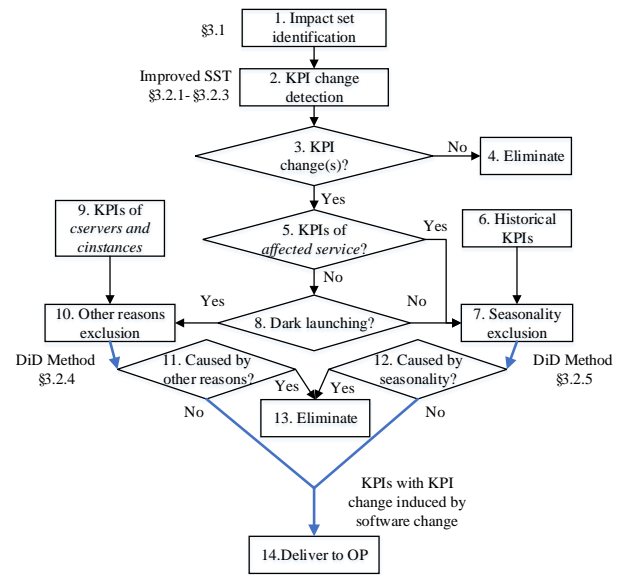 1. Impact set
identification
§3.1
Improved SST
§3.2.1- §3.2.3
2. KPI change
detection
3. KPI
change(s)?
No
4. Eliminate
Yes
9. KPIs of
cservers and
cinstances
5. KPIs of
affected service?
Yes
6. Historical
KPIs
No
10. Other reasons
exclusion
Yes
8. Dark launching?
No
7. Seasonality
exclusion
DiD Method
§3.2.4
11. Caused by
other reasons?
Yes
No
12. Caused by
seasonality?
Yes
No
DiD Method
§3.2.5
13. Eliminate
KPIs with KPI
change induced by
software change
14.Deliver to OP